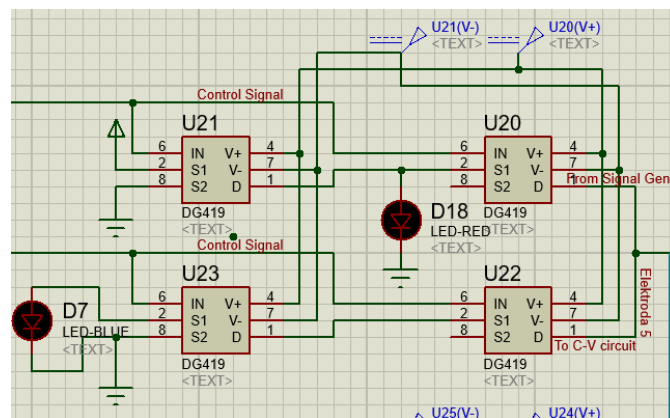 U21(V-)
<TEXT>
U20(V+)
<TEXT>
Control Signal
U21
6 IN V+ 4
2 S1 V- 7
8 S2 D 1
DG419
<TEXT>
U20
6 IN V+ 4
2 S1 V- 7
8 S2 D 1
From Signal Gen
DG419
<TEXT>
D18
LED-RED
<TEXT>
Control Signal
U23
6 IN V+ 4
2 S1 V- 7
8 S2 D 1
DG419
<TEXT>
D7
LED-BLUE
<TEXT>
U22
6 IN V+ 4
2 S1 V- 7
8 S2 D 1
To C-V circuit
DG419
<TEXT>
Elektroda 5
U25(V-)
U24(V+)